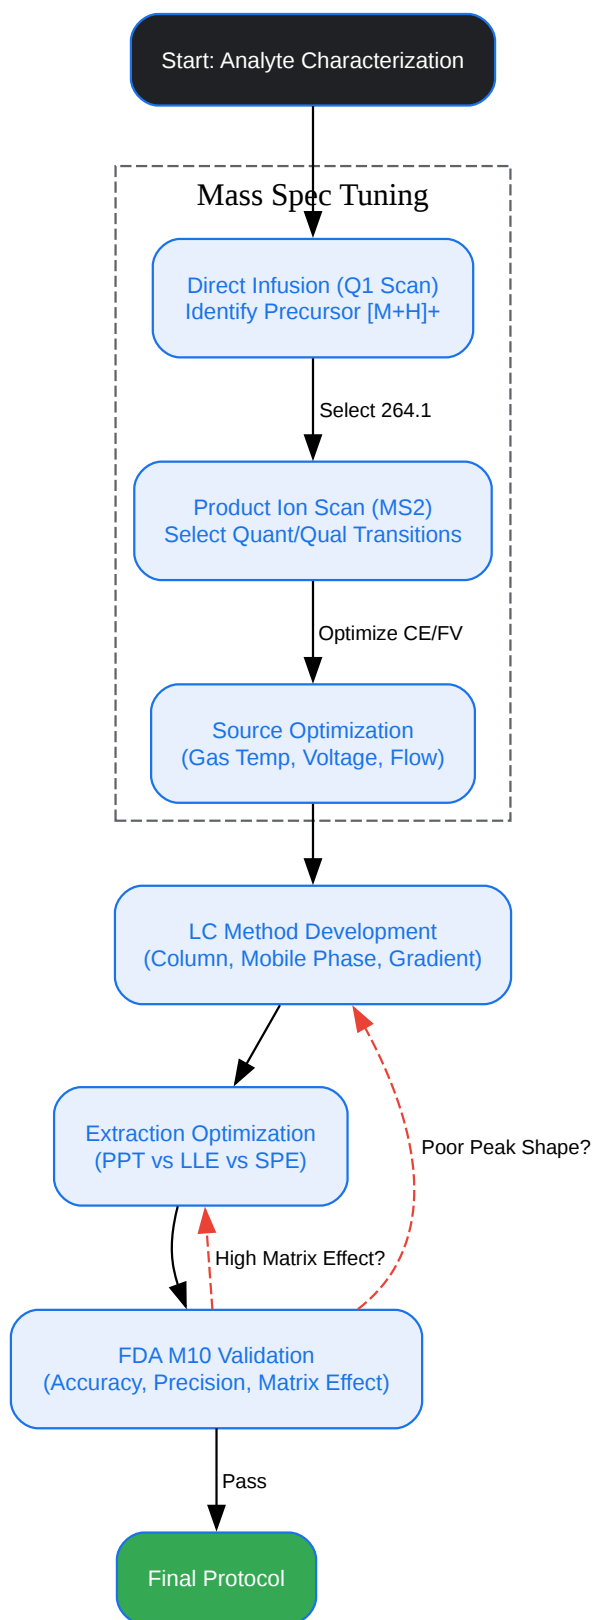 Start: Analyte Characterization
Mass Spec Tuning
Direct Infusion (Q1 Scan)
Identify Precursor [M+H]+
Select 264.1
Product Ion Scan (MS2)
Select Quant/Qual Transitions
Optimize CE/FV
Source Optimization
(Gas Temp, Voltage, Flow)
LC Method Development
(Column, Mobile Phase, Gradient)
Extraction Optimization
(PPT vs LLE vs SPE)
Poor Peak Shape?
High Matrix Effect?
FDA M10 Validation
(Accuracy, Precision, Matrix Effect)
Pass
Final Protocol